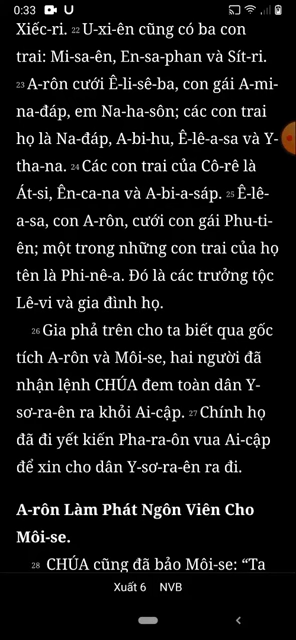 0:33
Xiếc-ri. 22 U-xi-ên cũng có ba con
trai: Mi-sa-ên, En-sa-phan và Sít-ri.
23 A-rôn cưới Ê-li-sê-ba, con gái A-mi-
na-đáp, em Na-ha-sôn; các con trai
họ là Na-đáp, A-bi-hu, Ê-lê-a-sa và Y-
tha-na. 24 Các con trai của Cô-rê là
Át-si, Ên-ca-na và A-bi-a-sáp. 25 Ê-lê-
a-sa, con A-rôn, cưới con gái Phu-ti-
ên; một trong những con trai của họ
tên là Phi-nê-a. Đó là các trưởng tộc
Lê-vi và gia đình họ.
26 Gia phả trên cho ta biết qua gốc
tích A-rôn và Môi-se, hai người đã
nhận lệnh CHÚA đem toàn dân Y-
sơ-ra-ên ra khỏi Ai-cập. 27 Chính họ
đã đi yết kiến Pha-ra-ôn vua Ai-cập
để xin cho dân Y-sơ-ra-ên ra đi.
A-rôn Làm Phát Ngôn Viên Cho
Môi-se.
28 CHÚA cũng đã bảo Môi-se: “Ta
Xuất 6 NVB